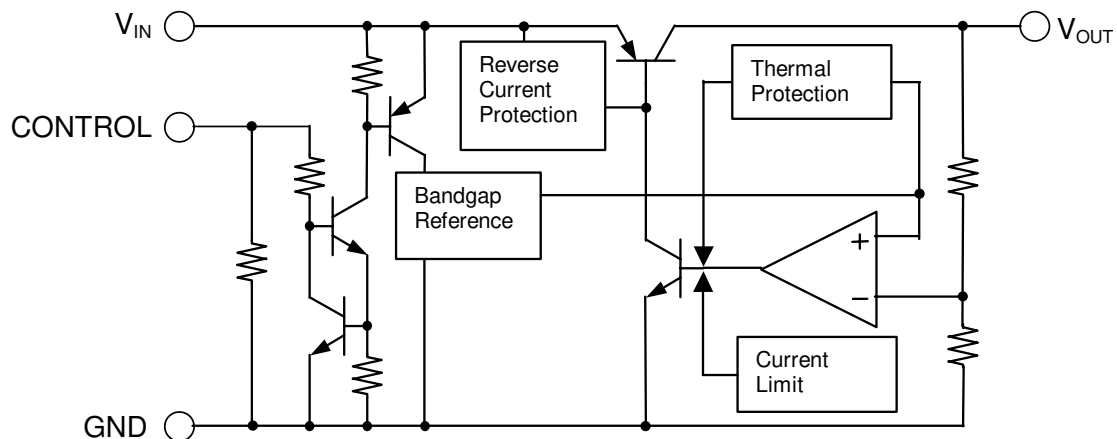 VIN
VOUT
Reverse
Current
Protection
Thermal
Protection
CONTROL
Bandgap
Reference
+
−
Current
Limit
GND